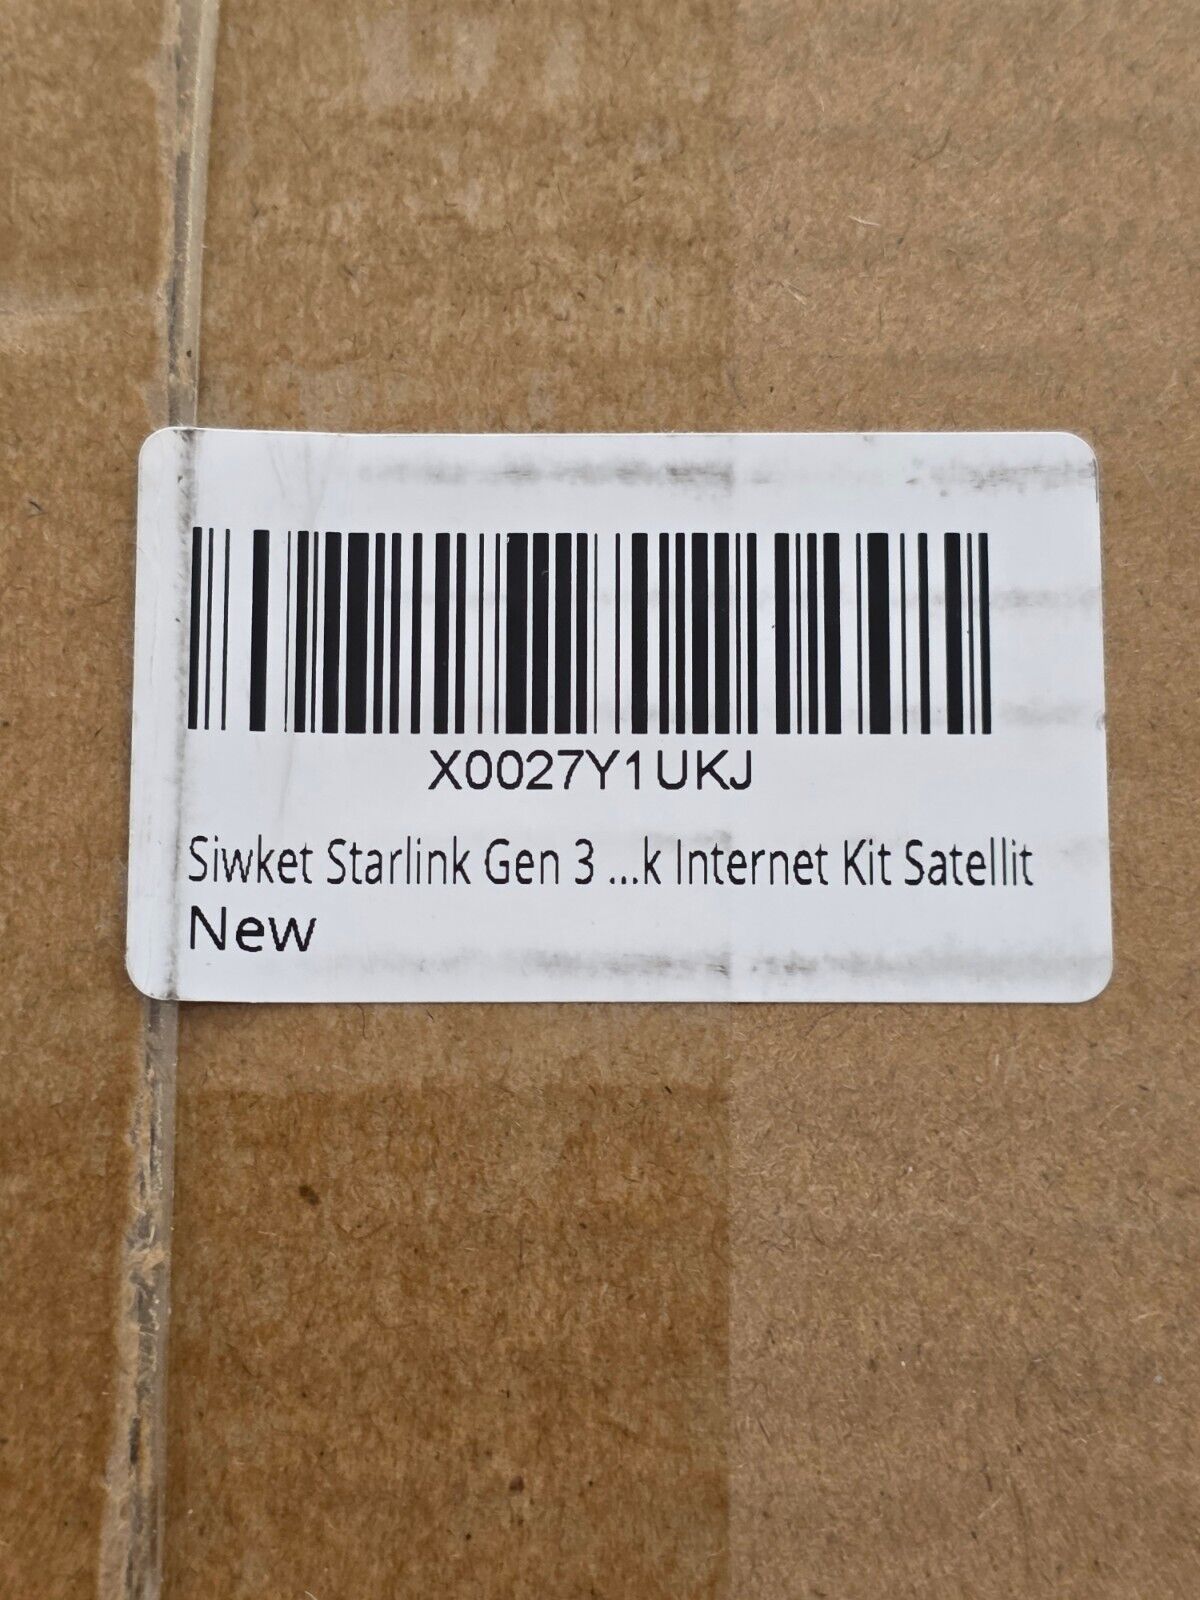 X0027Y1UKJ
Siwket Starlink Gen 3 ...k Internet Kit Satellit
New